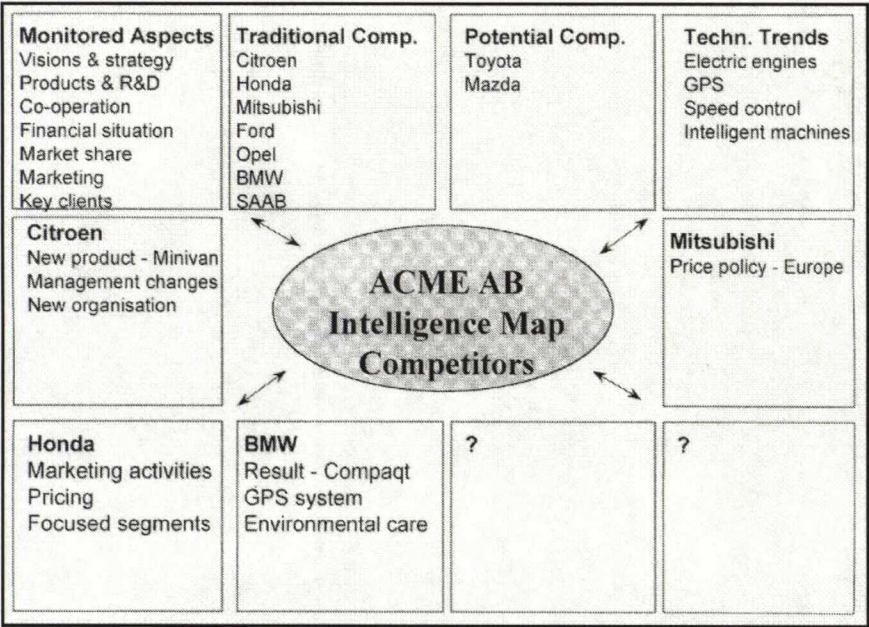 Monitored Aspects
Visions & strategy
Products & R&D
Co-operation
Financial situation
Market share
Marketing
Key clients
Traditional Comp.
Citroen
Honda
Mitsubishi
Ford
Opel
BMW
SAAB
Potential Comp.
Toyota
Mazda
Techn. Trends
Electric engines
GPS
Speed control
Intelligent machines
Citroen
New product - Minivan
Management changes
New organisation
ACME AB
Intelligence Map
Competitors
Mitsubishi
Price policy - Europe
Honda
Marketing activities
Pricing
Focused segments
BMW
Result - Compaqt
GPS system
Environmental care
?
?